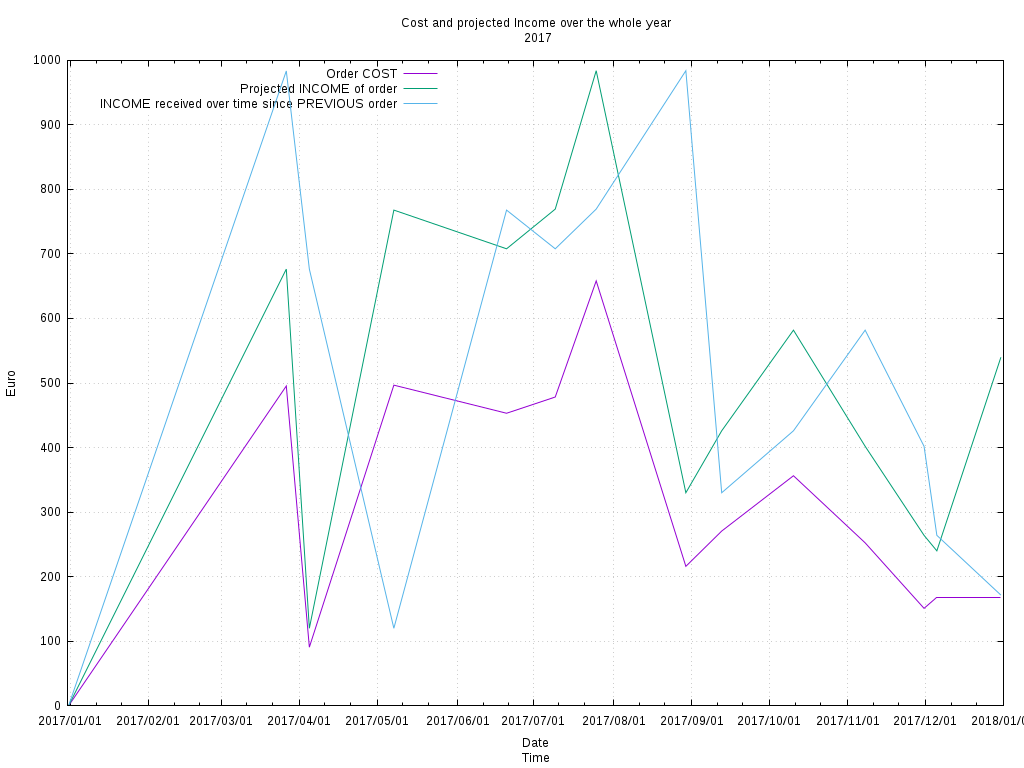 Cost and projected Income over the whole year
2017
Order COST
Projected INCOME of order
INCOME received over time since PREVIOUS order
1000
900
800
700
600
500
400
300
200
100
0
Euro
2017/01/01 2017/02/01 2017/03/01 2017/04/01 2017/05/01 2017/06/01 2017/07/01 2017/08/01 2017/09/01 2017/10/01 2017/11/01 2017/12/01 2018/01/0
Date
Time